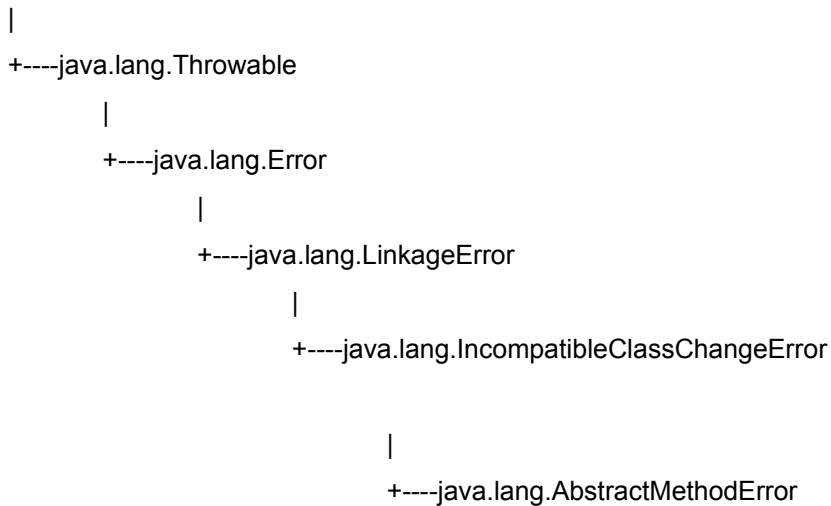 |
+----java.lang.Throwable
|
+----java.lang.Error
|
+----java.lang.LinkageError
|
+----java.lang.IncompatibleClassChangeError
|
+----java.lang.AbstractMethodError